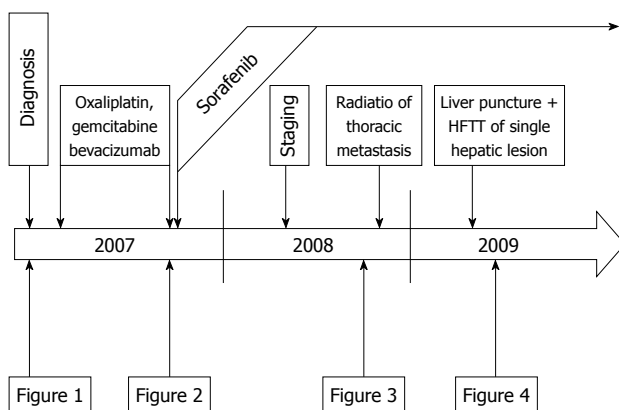 Diagnosis
Oxaliplatin,
gemcitabine
bevacizumab
Sorafenib
Staging
Radiatio of
thoracic
metastasis
Liver puncture +
HFTT of single
hepatic lesion
2007
2008
2009
Figure 1
Figure 2
Figure 3
Figure 4